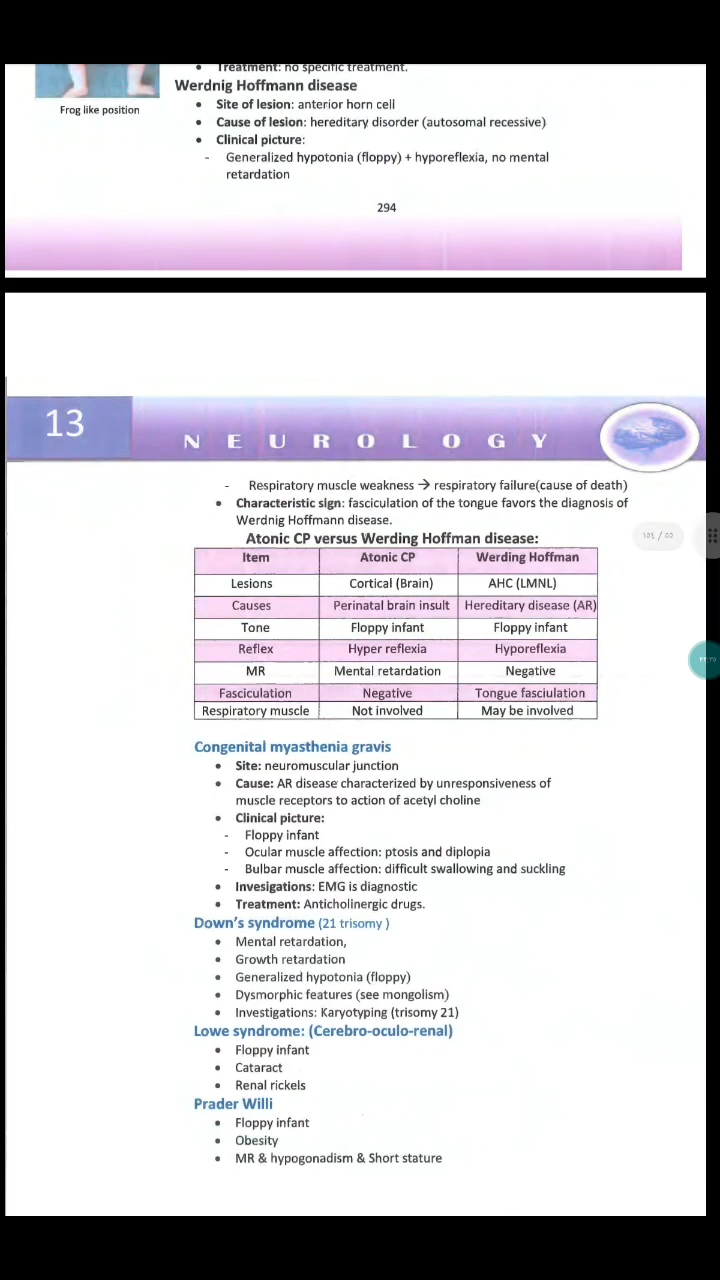 • Treatment: no specific treatment.
Werdnig Hoffmann disease
Frog like position
• Site of lesion: anterior horn cell
• Cause of lesion: hereditary disorder (autosomal recessive)
• Clinical picture:
- Generalized hypotonia (floppy) + hyporeflexia, no mental
retardation
294
13
NEUROLOGY
- Respiratory muscle weakness → respiratory failure(cause of death)
• Characteristic sign: fasciculation of the tongue favors the diagnosis of
Werdnig Hoffmann disease.
Atonic CP versus Werding Hoffman disease:
Item Atonic CP Werding Hoffman
Lesions Cortical (Brain) AHC (LMNL)
Causes Perinatal brain insult Hereditary disease (AR)
Tone Floppy infant Floppy infant
Reflex Hyper reflexia Hyporeflexia
MR Mental retardation Negative
Fasciculation Negative Tongue fasciulation
Respiratory muscle Not involved May be involved
Congenital myasthenia gravis
• Site: neuromuscular junction
• Cause: AR disease characterized by unresponsiveness of
muscle receptors to action of acetyl choline
• Clinical picture:
- Floppy infant
- Ocular muscle affection: ptosis and diplopia
- Bulbar muscle affection: difficult swallowing and suckling
• Invesigations: EMG is diagnostic
• Treatment: Anticholinergic drugs.
Down's syndrome (21 trisomy )
• Mental retardation,
• Growth retardation
• Generalized hypotonia (floppy)
• Dysmorphic features (see mongolism)
• Investigations: Karyotyping (trisomy 21)
Lowe syndrome: (Cerebro-oculo-renal)
• Floppy infant
• Cataract
• Renal rickels
Prader Willi
• Floppy infant
• Obesity
• MR & hypogonadism & Short stature